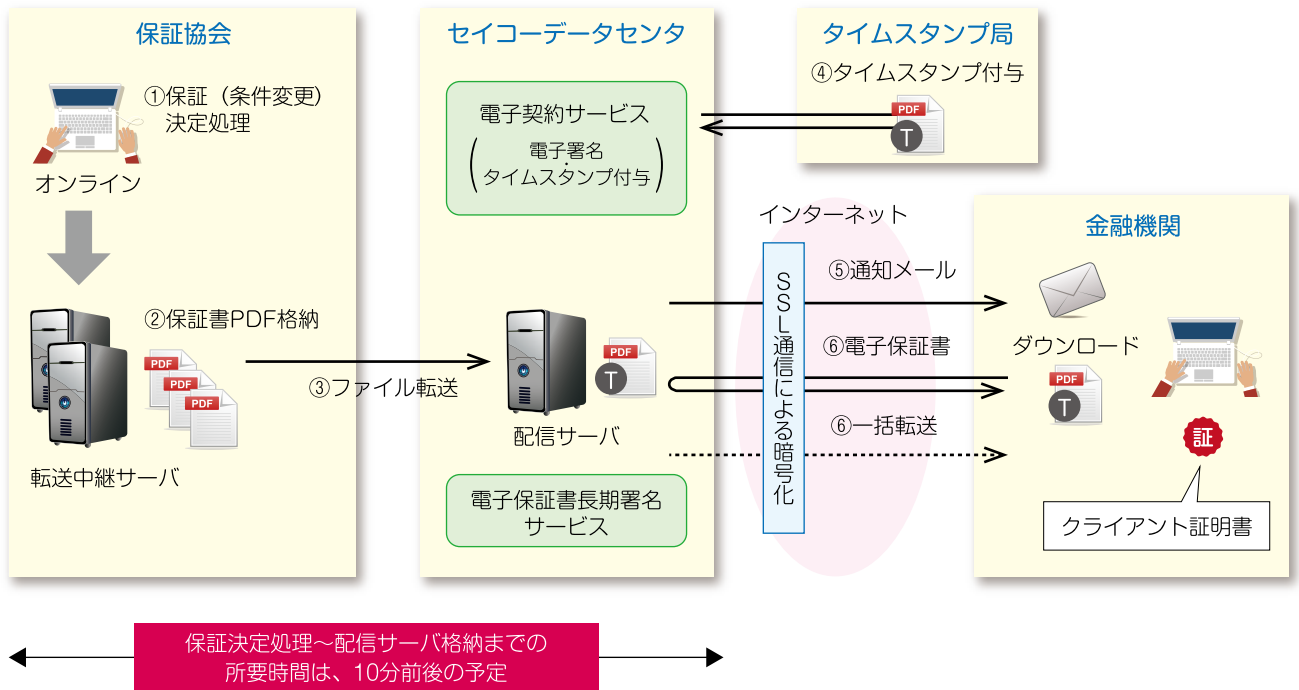 保証協会
①保証（条件変更）
決定処理
オンライン
②保証書PDF格納
PDF
PDF
PDF
転送中継サーバ
③ファイル転送
セイコーデータセンタ
電子契約サービス
（電子署名
・
タイムスタンプ付与）
PDF
T
配信サーバ
電子保証書長期署名
サービス
タイムスタンプ局
④タイムスタンプ付与
PDF
T
インターネット
SSL通信による暗号化
⑤通知メール
⑥電子保証書
⑥一括転送
金融機関
ダウンロード
PDF
T
証
クライアント証明書
保証決定処理～配信サーバ格納までの
所要時間は、10分前後の予定